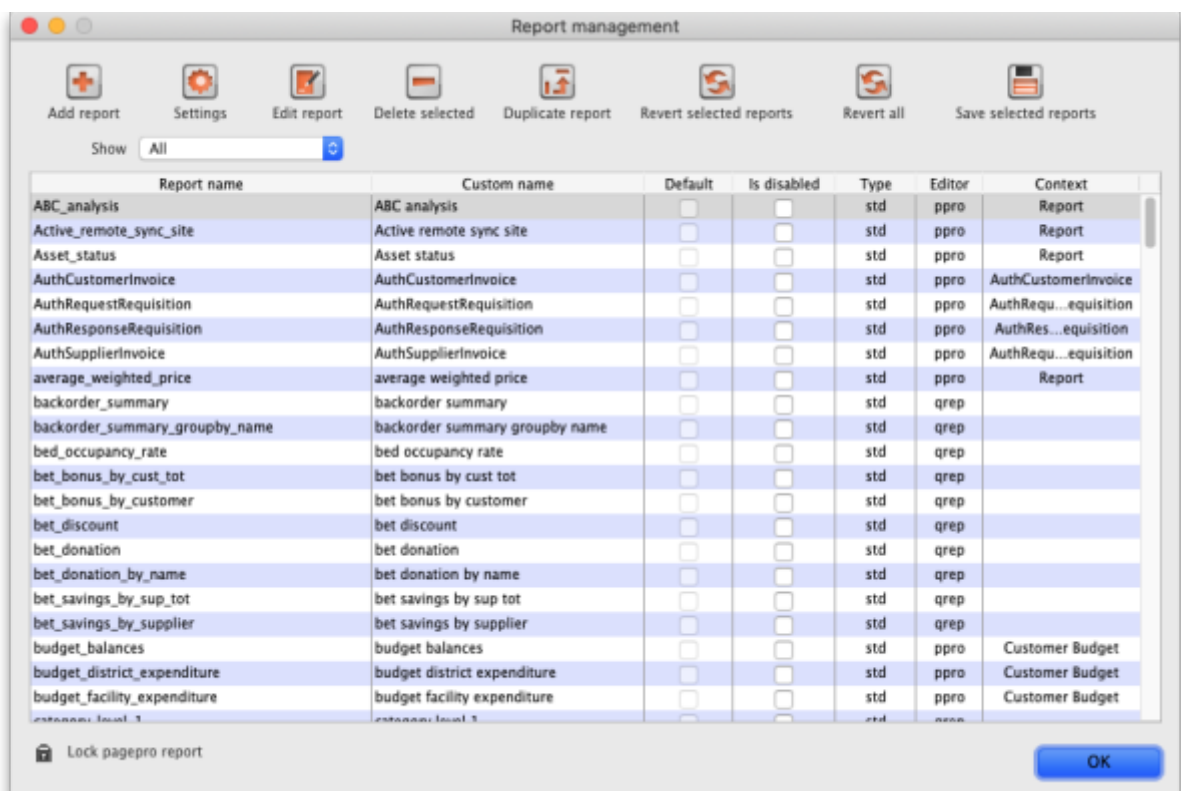 Report management
Add report Settings Edit report Delete selected Duplicate report Revert selected reports Revert all Save selected reports
Show All
Report name Custom name Default Is disabled Type Editor Context
ABC_analysis ABC analysis std ppro Report
Active_remote_sync_site Active remote sync site std ppro Report
Asset_status Asset status std ppro Report
AuthCustomerInvoice AuthCustomerInvoice std ppro AuthCustomerInvoice
AuthRequestRequisition AuthRequestRequisition std ppro AuthRequ...equisition
AuthResponseRequisition AuthResponseRequisition std ppro AuthRes...equisition
AuthSupplierInvoice AuthSupplierInvoice std ppro AuthRequ...equisition
average_weighted_price average weighted price std ppro Report
backorder_summary backorder summary std qrep
backorder_summary_groupby_name backorder summary groupby name std qrep
bed_occupancy_rate bed occupancy rate std qrep
bet_bonus_by_cust_tot bet bonus by cust tot std qrep
bet_bonus_by_customer bet bonus by customer std qrep
bet_discount bet discount std qrep
bet_donation bet donation std qrep
bet_donation_by_name bet donation by name std qrep
bet_savings_by_sup_tot bet savings by sup tot std qrep
bet_savings_by_supplier bet savings by supplier std qrep
budget_balances budget balances std ppro Customer Budget
budget_district_expenditure budget district expenditure std ppro Customer Budget
budget_facility_expenditure budget facility expenditure std ppro Customer Budget
category_level_1 category level 1 std qrep
Lock pagepro report
OK